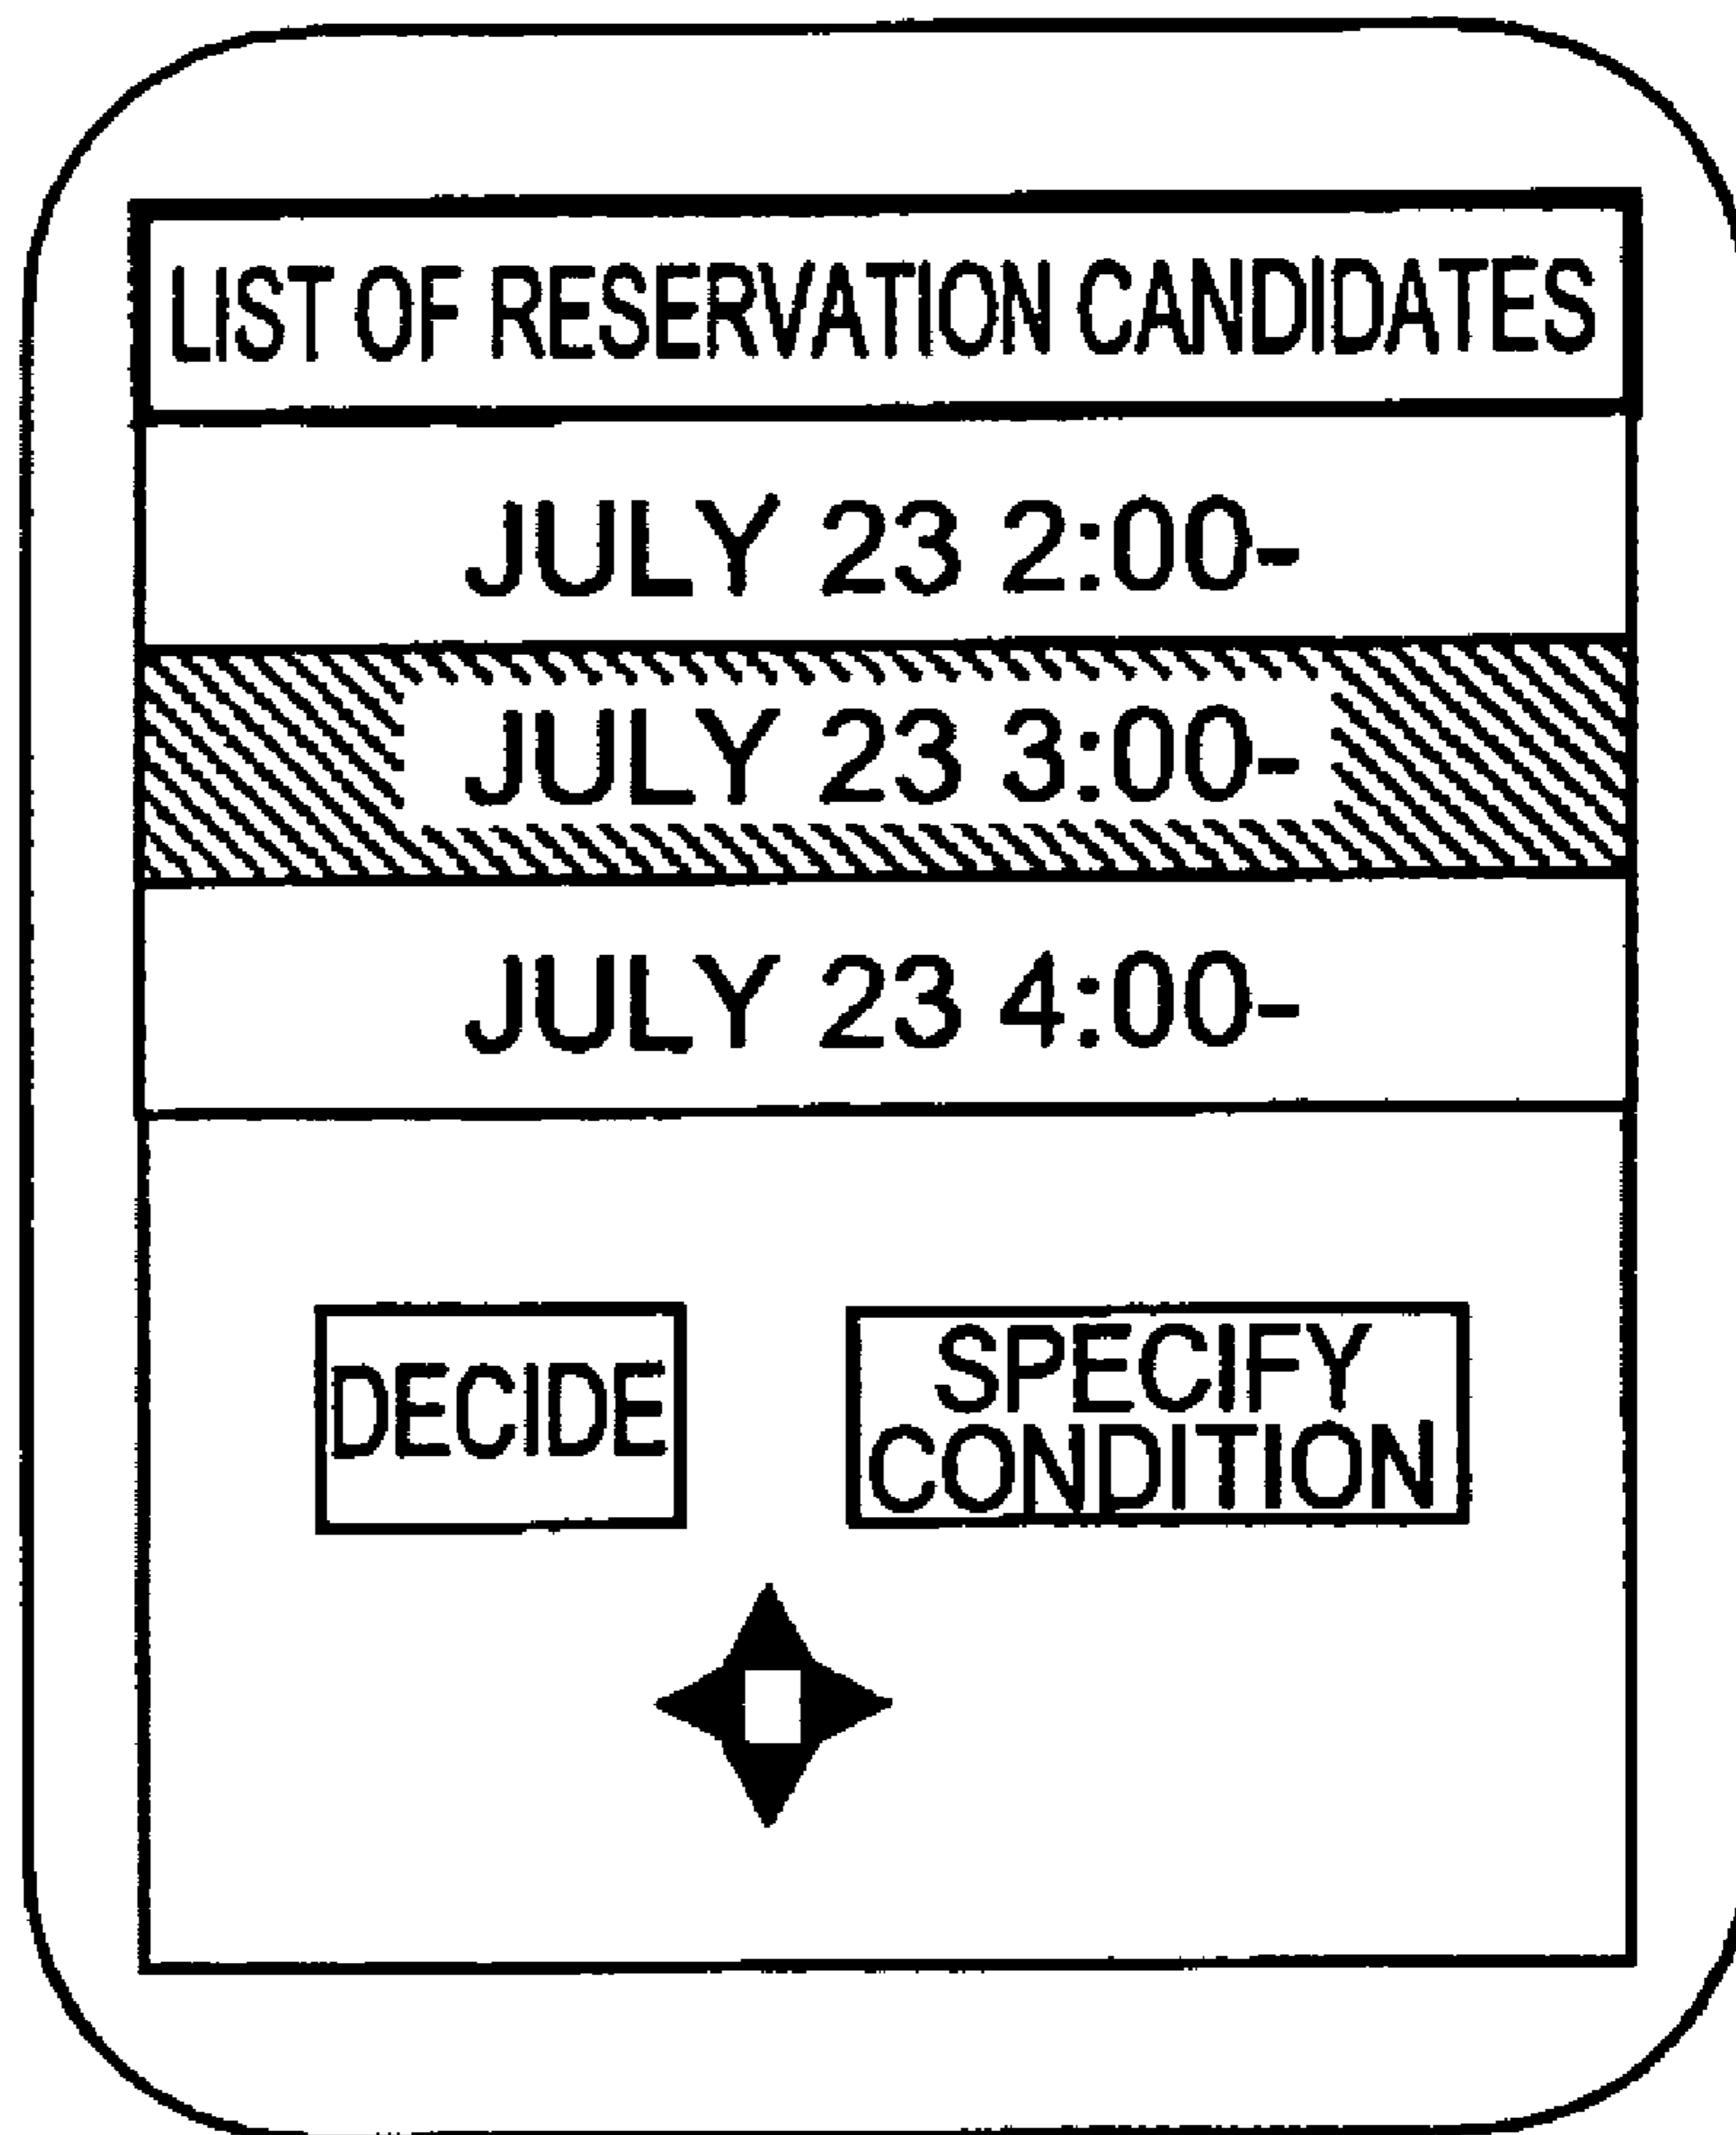 LIST OF RESERVATION CANDIDATES
JULY 23 2:00-
JULY 23 3:00-
JULY 23 4:00-
DECIDE
SPECIFY
CONDITION